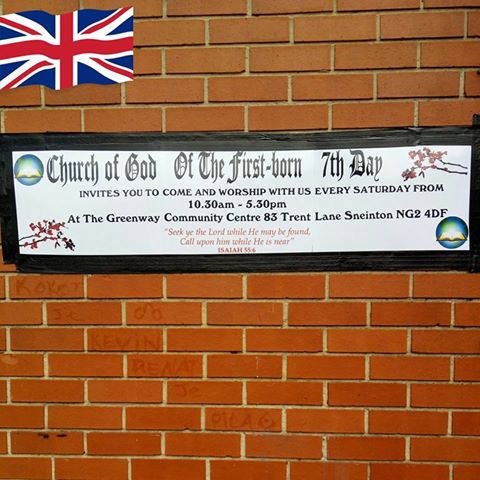 Church of God Of The First-born 7th Day
INVITES YOU TO COME AND WORSHIP WITH US EVERY SATURDAY FROM
10.30am - 5.30pm
At The Greenway Community Centre 83 Trent Lane Sneinton NG2 4DF
"Seek ye the Lord while He may be found,
Call upon him while He is near"
ISAIAH 55:6
KEVIN